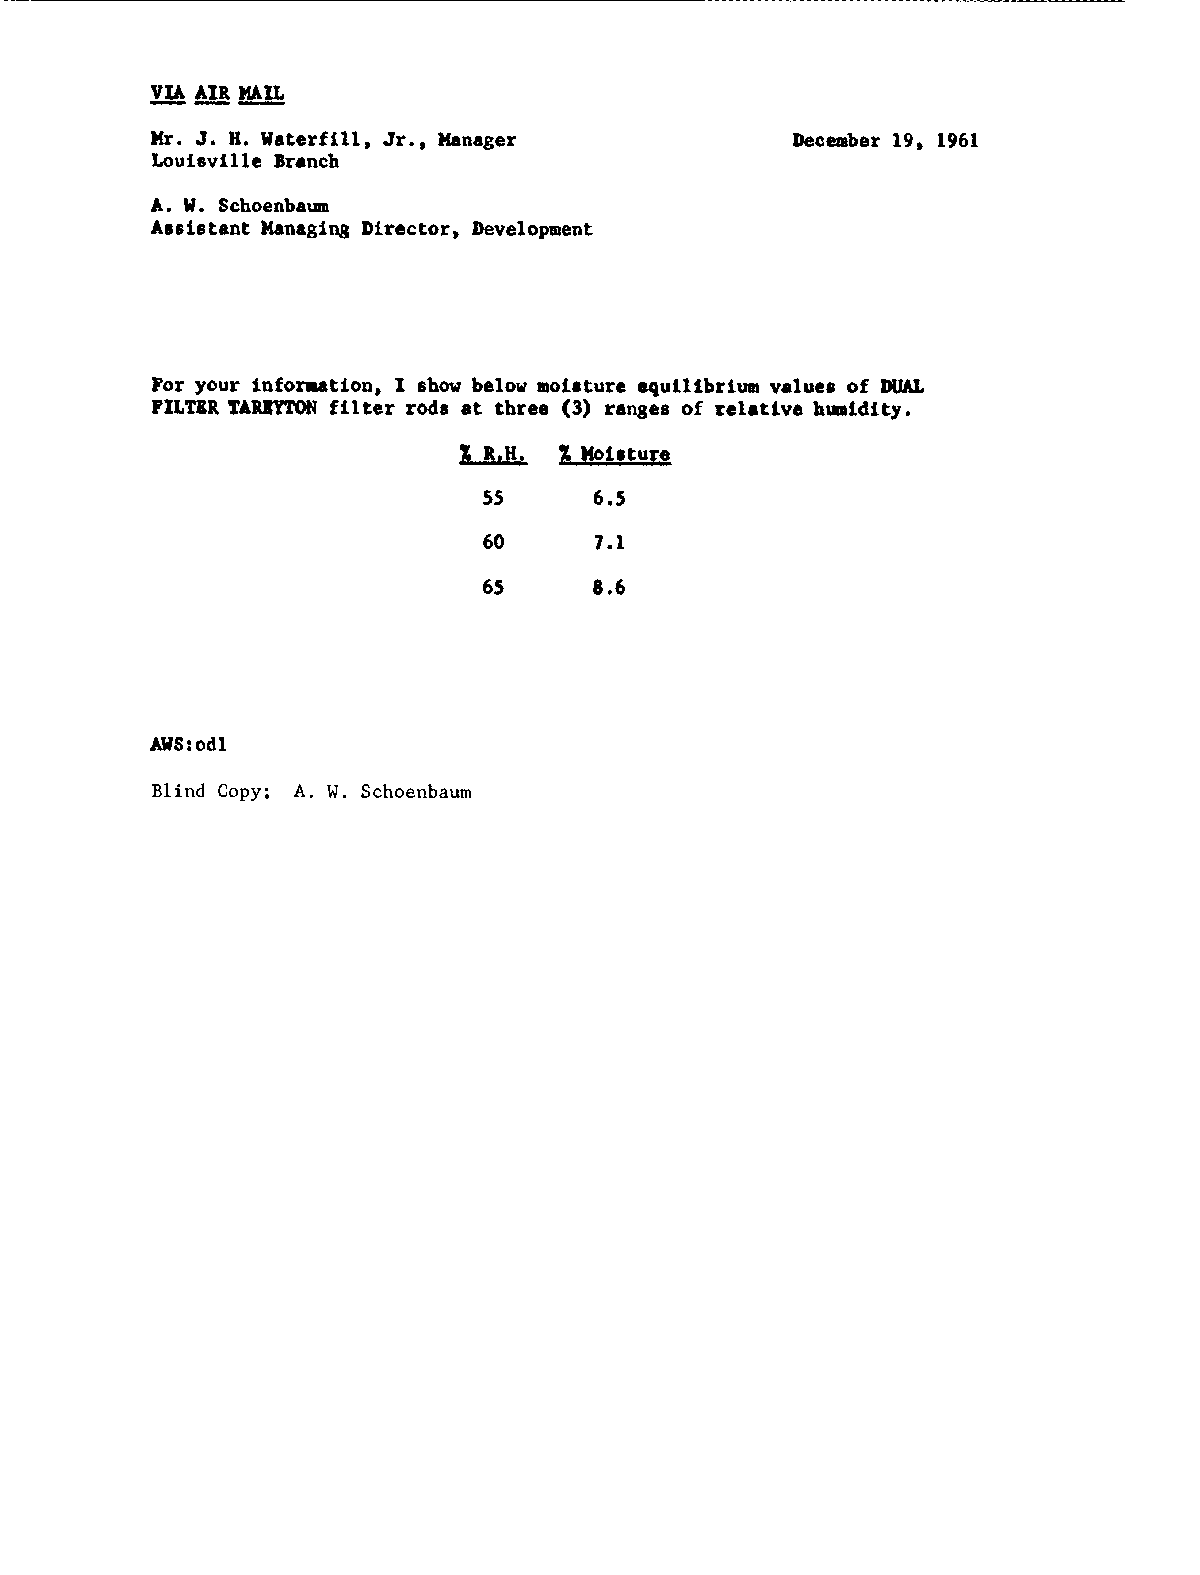 VIA AIR MAIL
Mr. J. H. Waterfill, Jr., Manager December 19, 1961
Louisville Branch
A. W. Schoenbaum
Assistant Managing Director, Development
For your information, I show below moisture equilibrium values of DUAL
FILTER TAREYTON filter rods at three (3) ranges of relative humidity.
% R.H. % Moisture
55 6.5
60 7.1
65 8.6
AWS:odl
Blind Copy: A. W. Schoenbaum